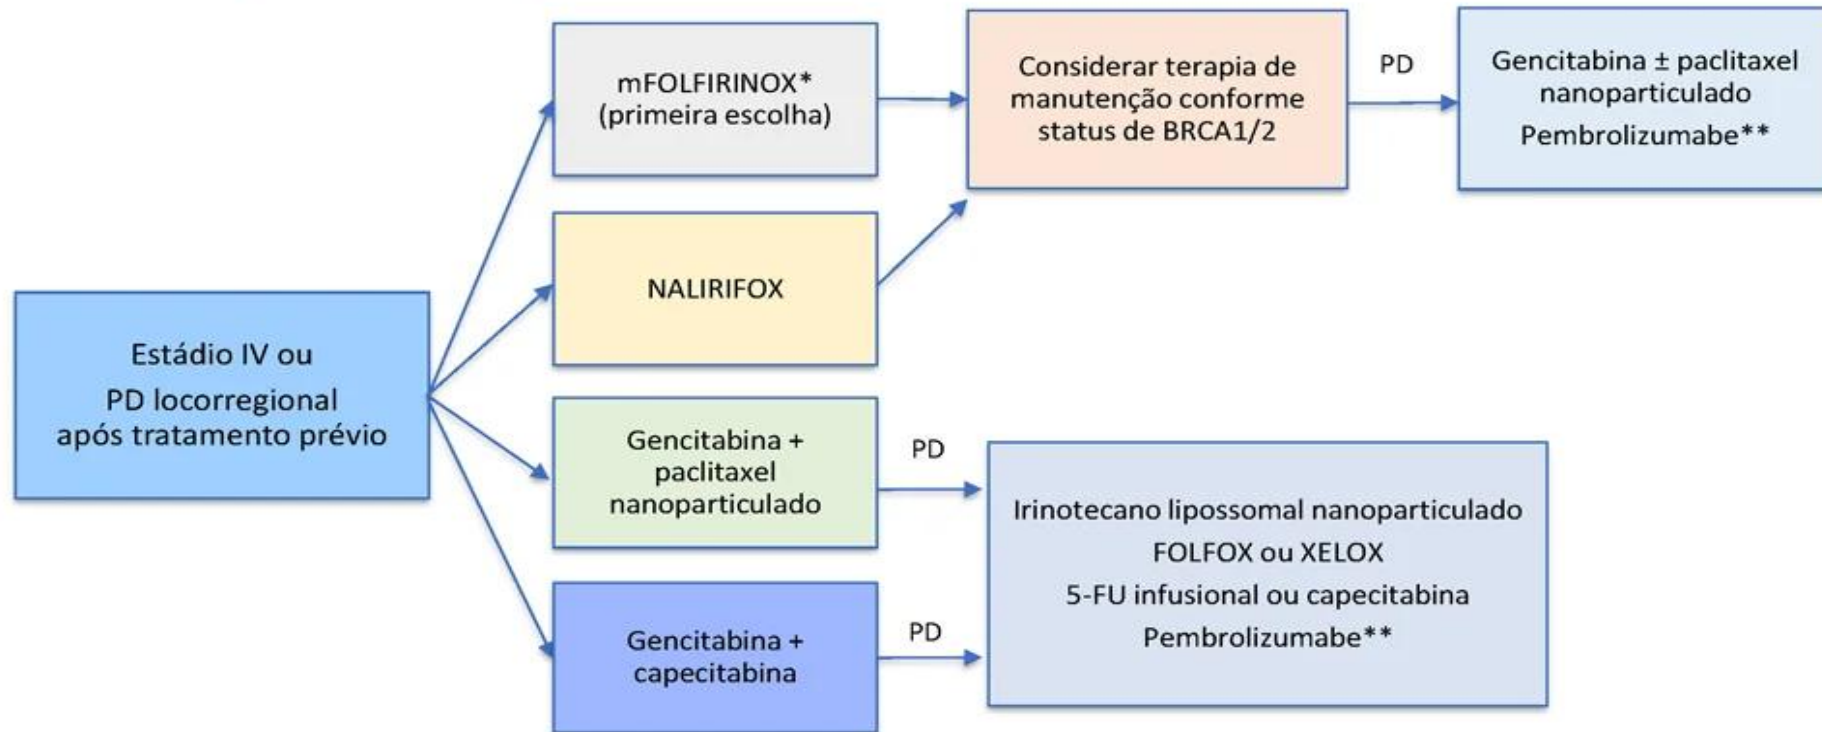 Estádio IV ou
PD locorregional
após tratamento prévio
mFOLFIRINOX*
(primeira escolha)
NALIRIFOX
Gencitabina +
paclitaxel
nanoparticulado
Gencitabina +
capecitabina
Considerar terapia de
manutenção conforme
status de BRCA1/2
PD
Gencitabina ± paclitaxel
nanoparticulado
Pembrolizumabe**
PD
PD
Irinotecano lipossomal nanoparticulado
FOLFOX ou XELOX
5-FU infusional ou capecitabina
Pembrolizumabe**